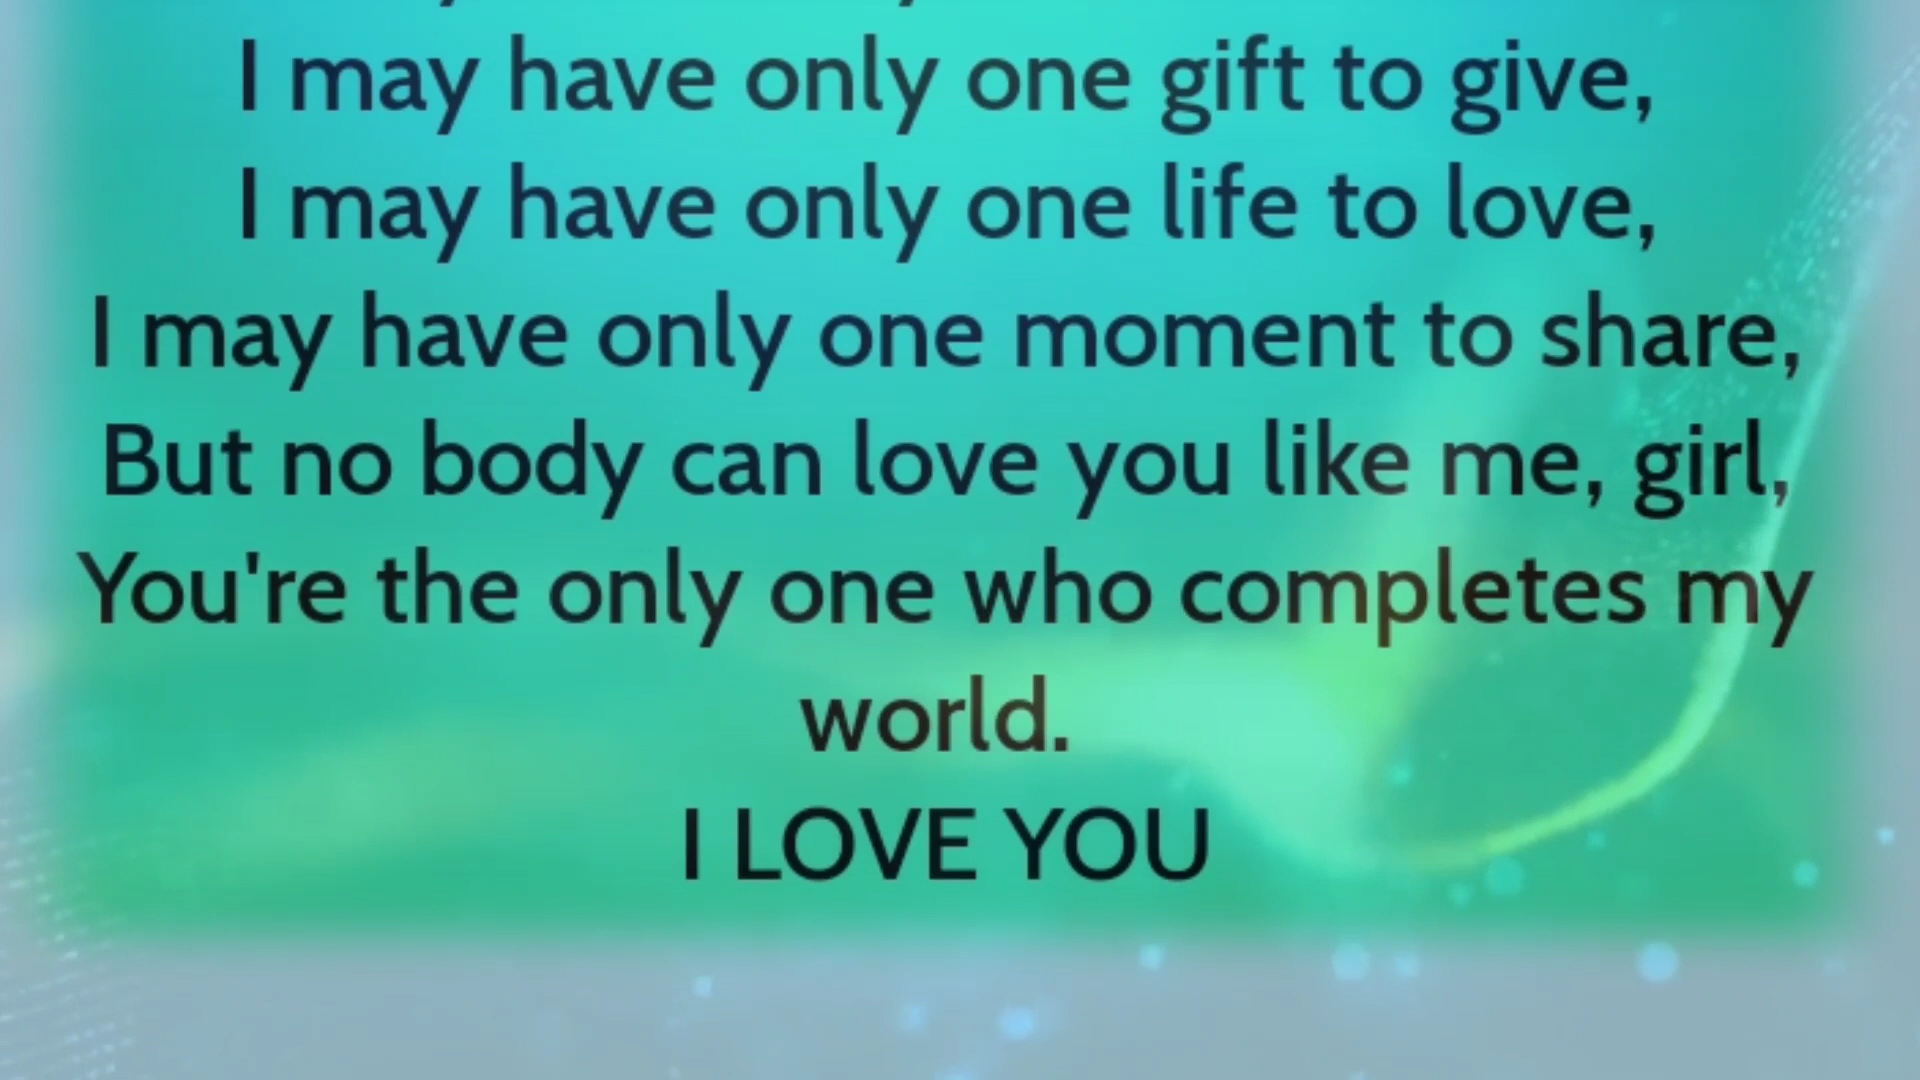 I may have only one gift to give,
I may have only one life to love,
I may have only one moment to share,
But no body can love you like me, girl,
You're the only one who completes my
world.
I LOVE YOU